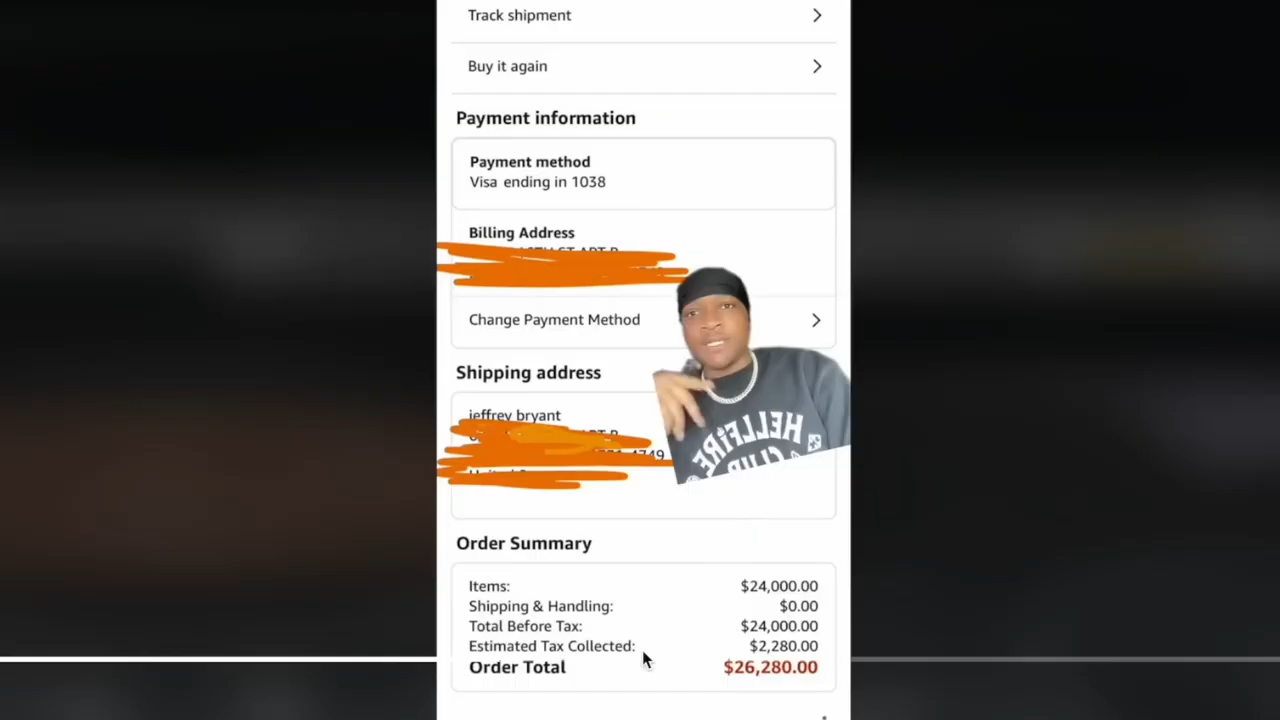 Track shipment
Buy it again
Payment information
Payment method
Visa ending in 1038
Billing Address
Change Payment Method
Shipping address
jeffrey bryant
Order Summary
Items: $24,000.00
Shipping & Handling: $0.00
Total Before Tax: $24,000.00
Estimated Tax Collected: $2,280.00
Order Total $26,280.00
HELLFIRE
CLUB